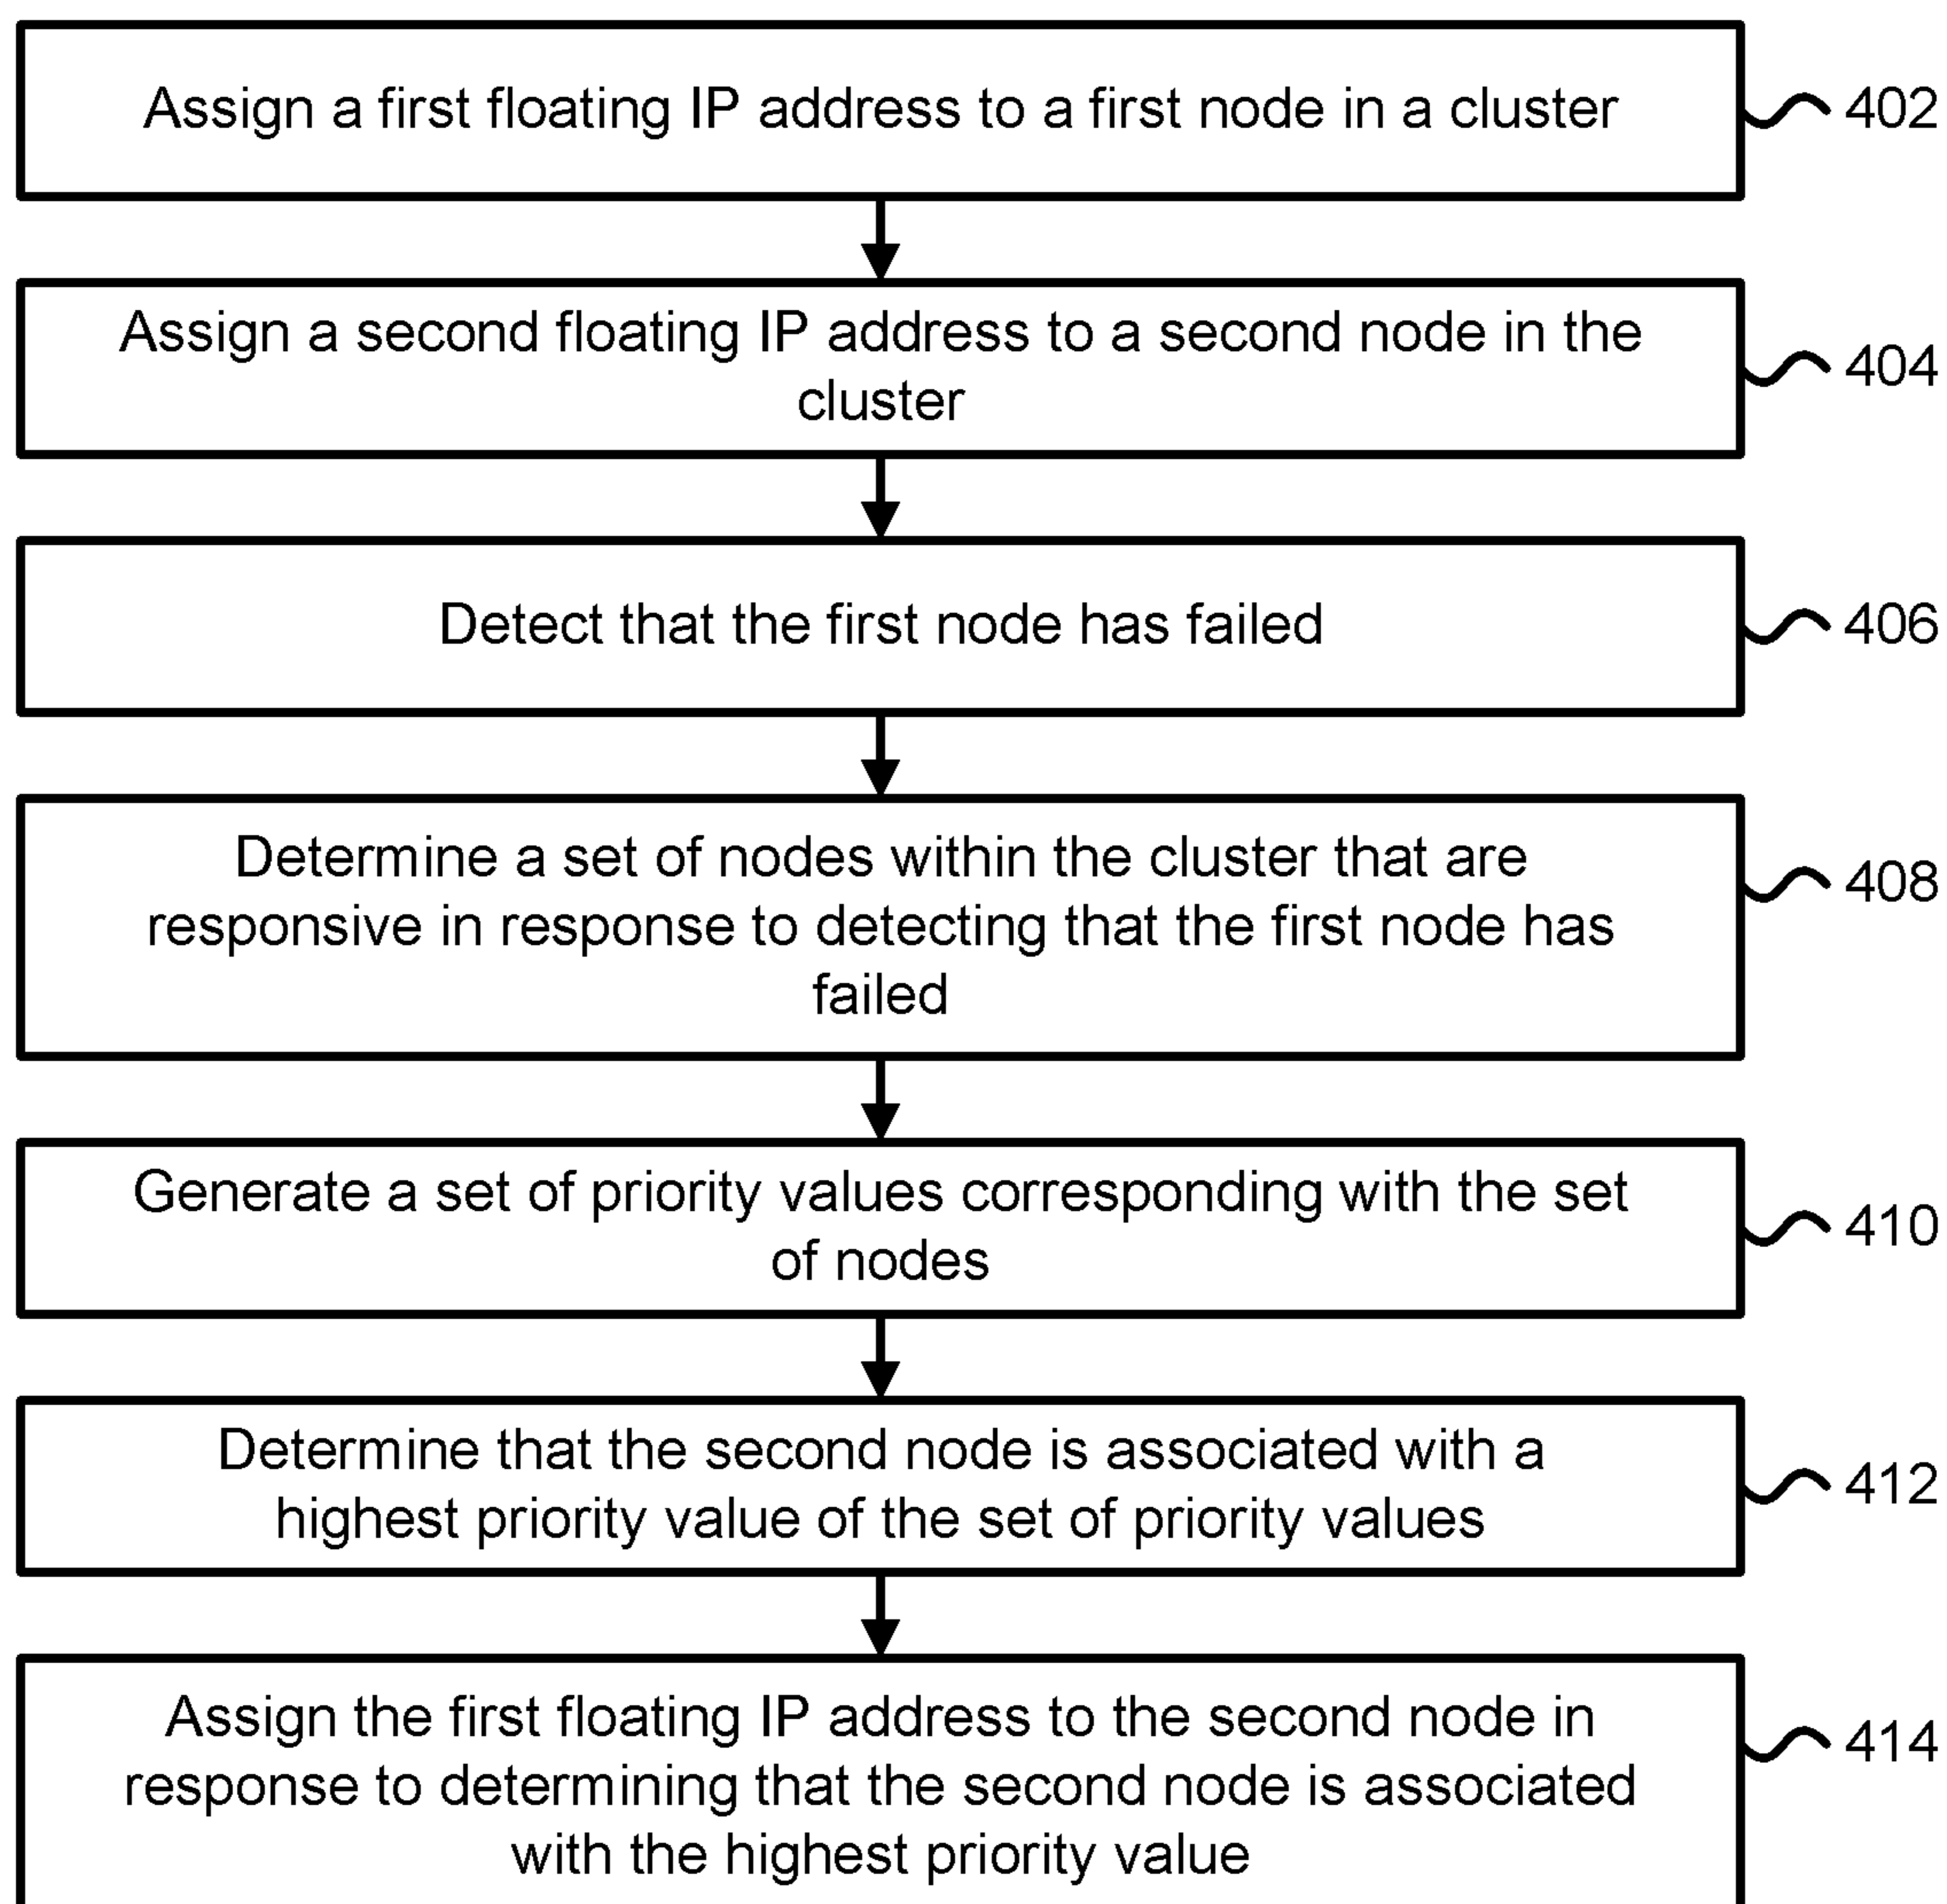 Assign a first floating IP address to a first node in a cluster
402
Assign a second floating IP address to a second node in the
cluster
404
Detect that the first node has failed
406
Determine a set of nodes within the cluster that are
responsive in response to detecting that the first node has
failed
408
Generate a set of priority values corresponding with the set
of nodes
410
Determine that the second node is associated with a
highest priority value of the set of priority values
412
Assign the first floating IP address to the second node in
response to determining that the second node is associated
with the highest priority value
414